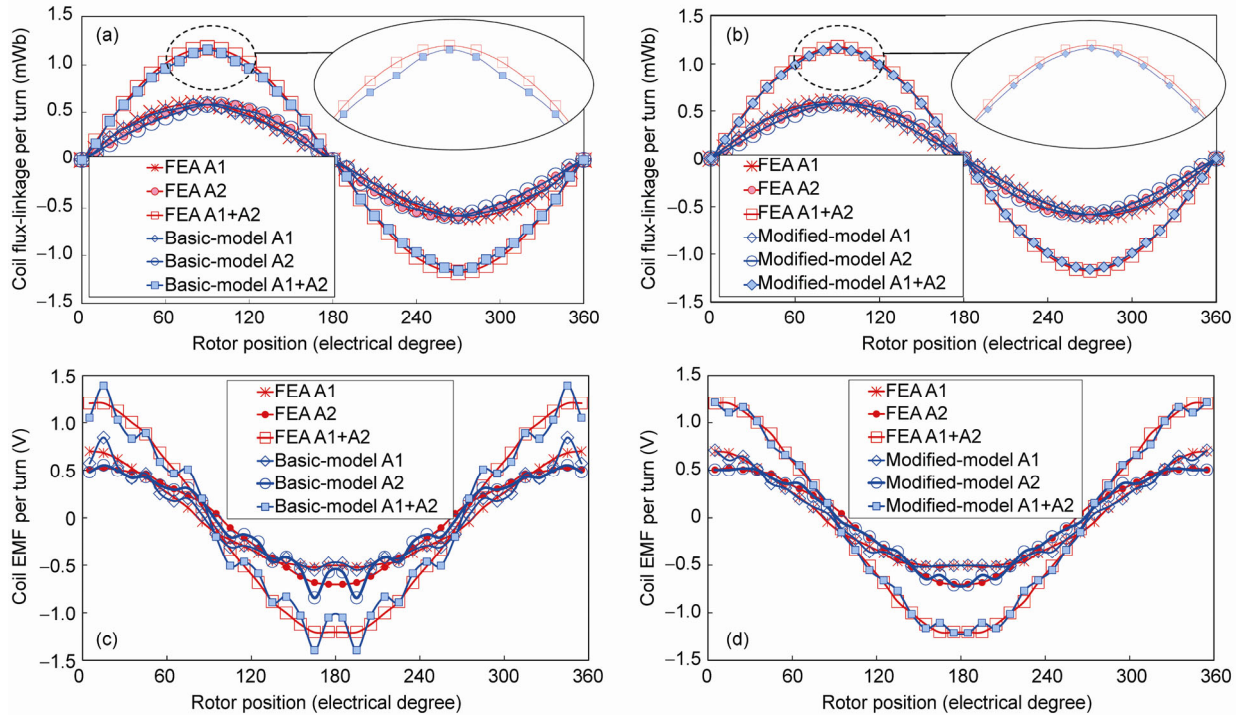 (a)
Coil flux-linkage per turn (mWb)
1.5
1.0
0.5
0
–0.5
–1.0
–1.5
FEA A1
FEA A2
FEA A1+A2
Basic-model A1
Basic-model A2
Basic-model A1+A2
0 60 120 180 240 300 360
Rotor position (electrical degree)
(b)
Coil flux-linkage per turn (mWb)
1.5
1.0
0.5
0
–0.5
–1.0
–1.5
FEA A1
FEA A2
FEA A1+A2
Modified-model A1
Modified-model A2
Modified-model A1+A2
0 60 120 180 240 300 360
Rotor position (electrical degree)
(c)
Coil EMF per turn (V)
1.5
1.0
0.5
0
–0.5
–1.0
–1.5
FEA A1
FEA A2
FEA A1+A2
Basic-model A1
Basic-model A2
Basic-model A1+A2
0 60 120 180 240 300 360
Rotor position (electrical degree)
(d)
Coil EMF per turn (V)
1.5
1.0
0.5
0
–0.5
–1.0
–1.5
FEA A1
FEA A2
FEA A1+A2
Modified-model A1
Modified-model A2
Modified-model A1+A2
0 60 120 180 240 300 360
Rotor position (electrical degree)